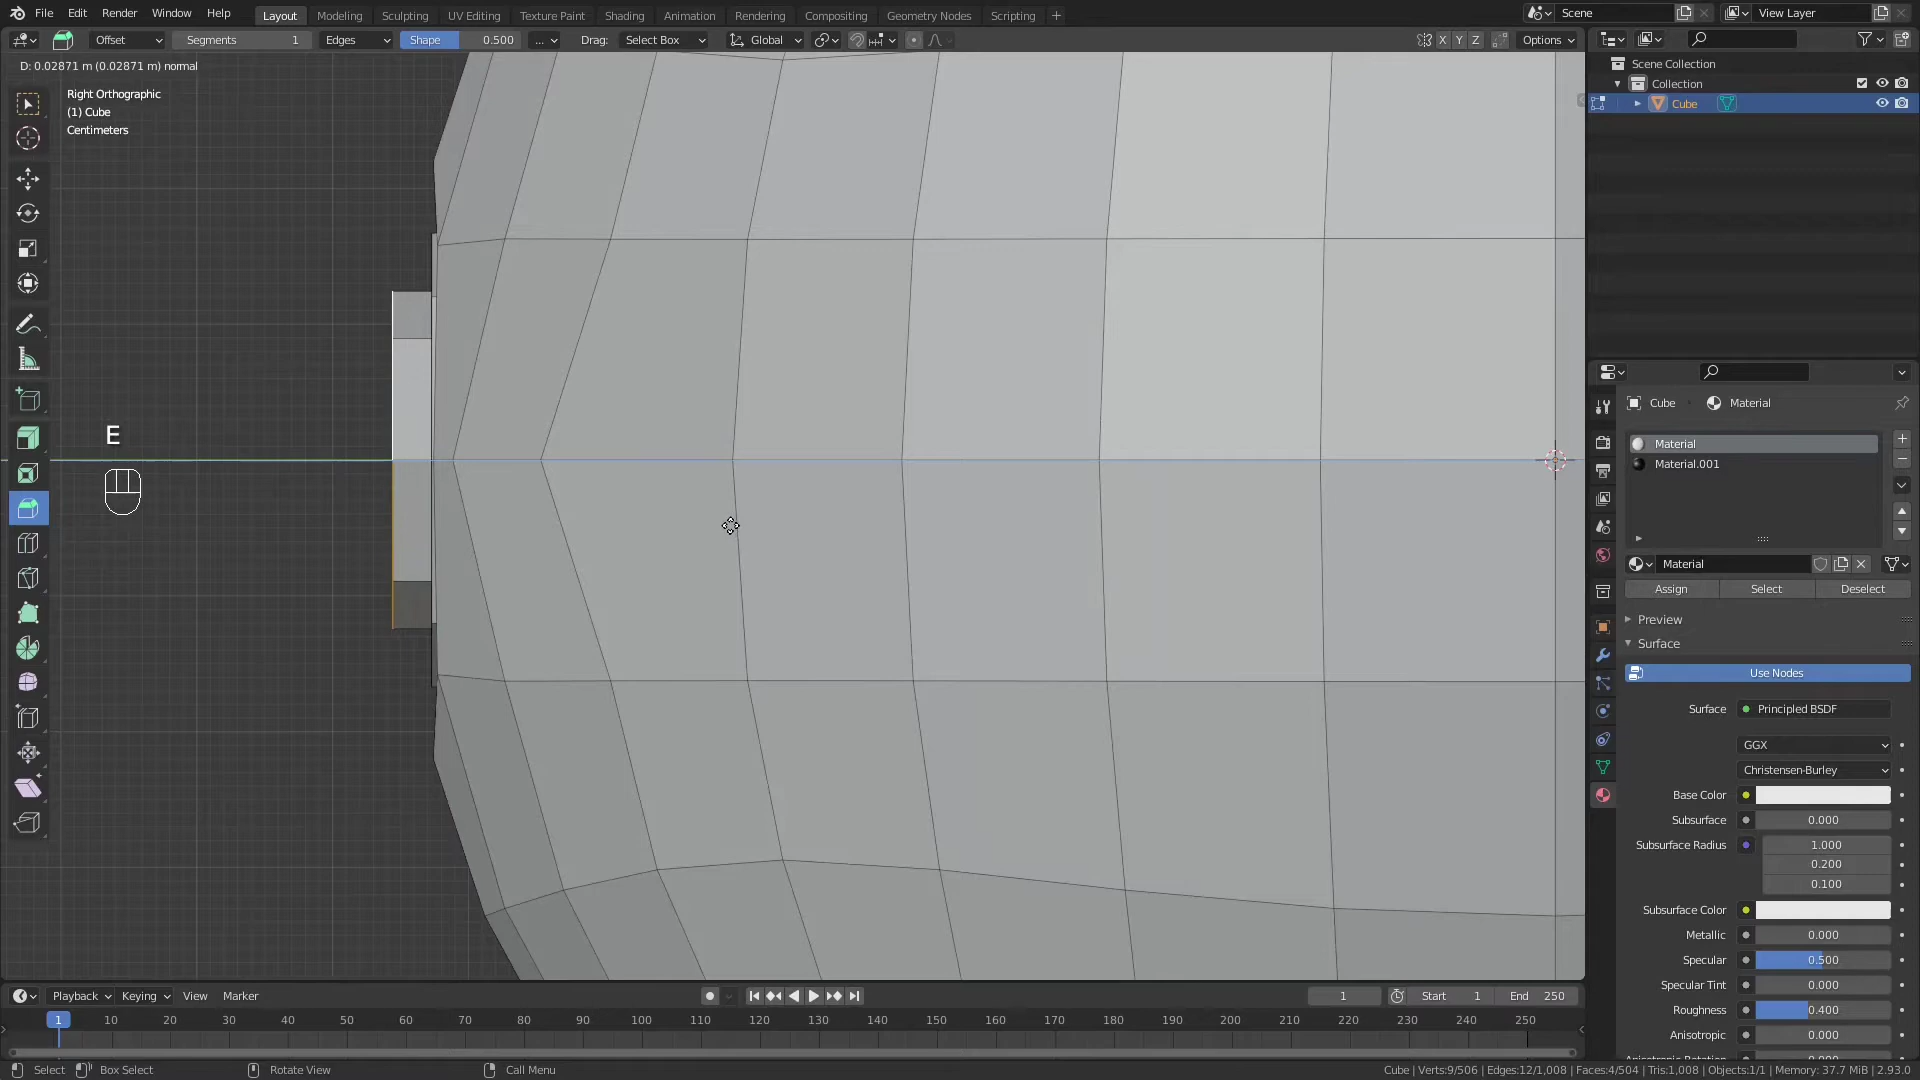 File Edit Render Window Help Layout Modeling Sculpting UV Editing Texture Paint Shading Animation Rendering Compositing Geometry Nodes Scripting + Scene View Layer
Offset Segments 1 Edges Shape 0.500 ... Drag: Select Box Global X Y Z Options
D: 0.02871 m (0.02871 m) normal
Right Orthographic
(1) Cube
Centimeters
E
Scene Collection
Collection
Cube
Cube Material
Material
Material.001
Material
Assign Select Deselect
Preview
Surface
Use Nodes
Surface Principled BSDF
GGX
Christensen-Burley
Base Color
Subsurface 0.000
Subsurface Radius 1.000
0.200
0.100
Subsurface Color
Metallic 0.000
Specular 0.500
Specular Tint 0.000
Roughness 0.400
Anisotropic 0.000
Anisotropic Rotation 0.000
Playback Keying View Marker 1 Start 1 End 250
1 10 20 30 40 50 60 70 80 90 100 110 120 130 140 150 160 170 180 190 200 210 220 230 240 250
Select Box Select Rotate View Call Menu Cube | Verts:9/506 | Edges:12/1,008 | Faces:4/504 | Tris:1,008 | Objects:1/1 | Memory: 37.7 MiB | 2.93.0